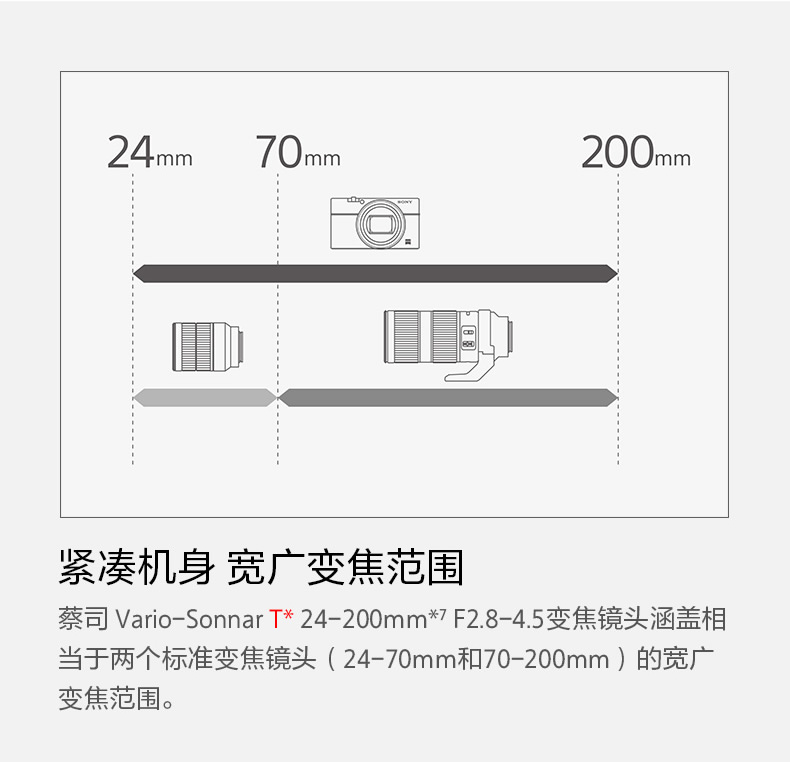 24mm 70mm 200mm
SONY
紧凑机身 宽广变焦范围
蔡司 Vario-Sonnar T* 24-200mm*7 F2.8-4.5变焦镜头涵盖相
当于两个标准变焦镜头（24-70mm和70-200mm）的宽广
变焦范围。